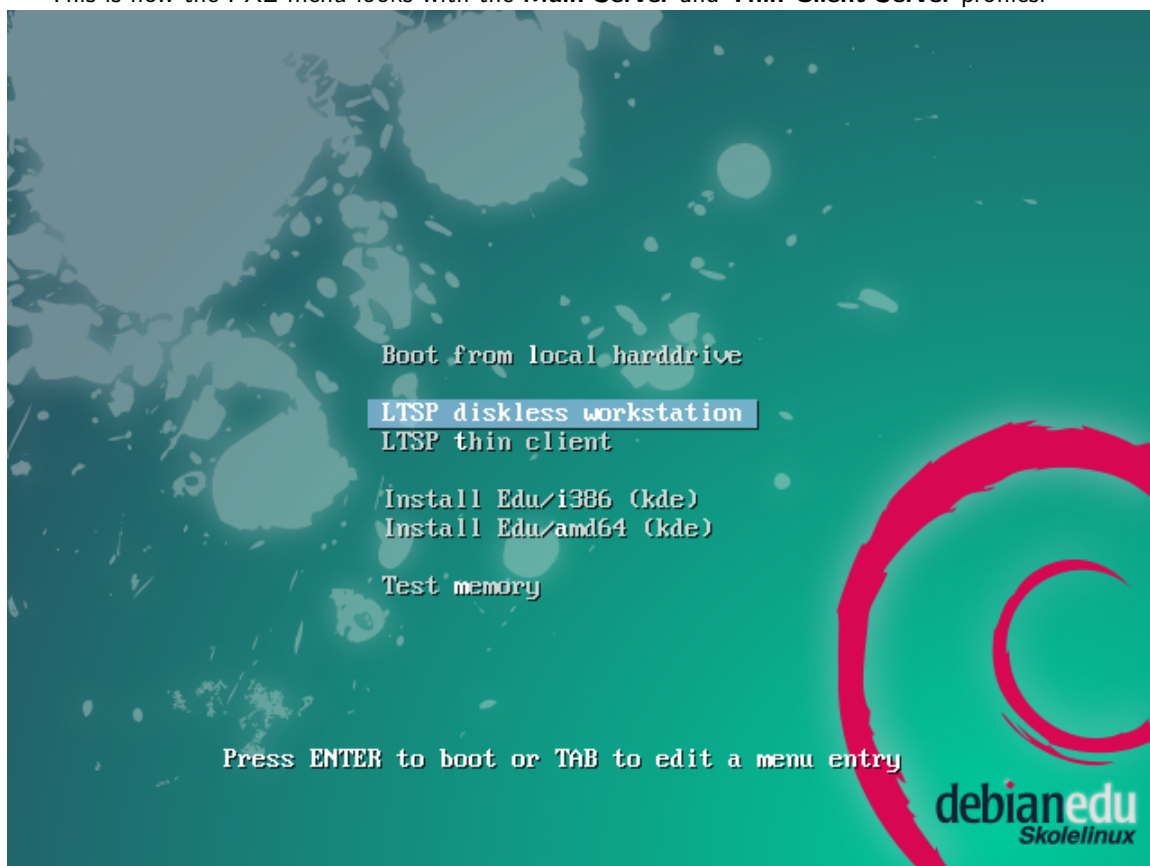 This is how the PXE menu looks with the Main Server and Thin Client Server profiles:
Boot from local harddrive
LTSP diskless workstation
LTSP thin client
Install Edu/i386 (kde)
Install Edu/amd64 (kde)
Test memory
Press ENTER to boot or TAB to edit a menu entry
debianedu
Skolelinux